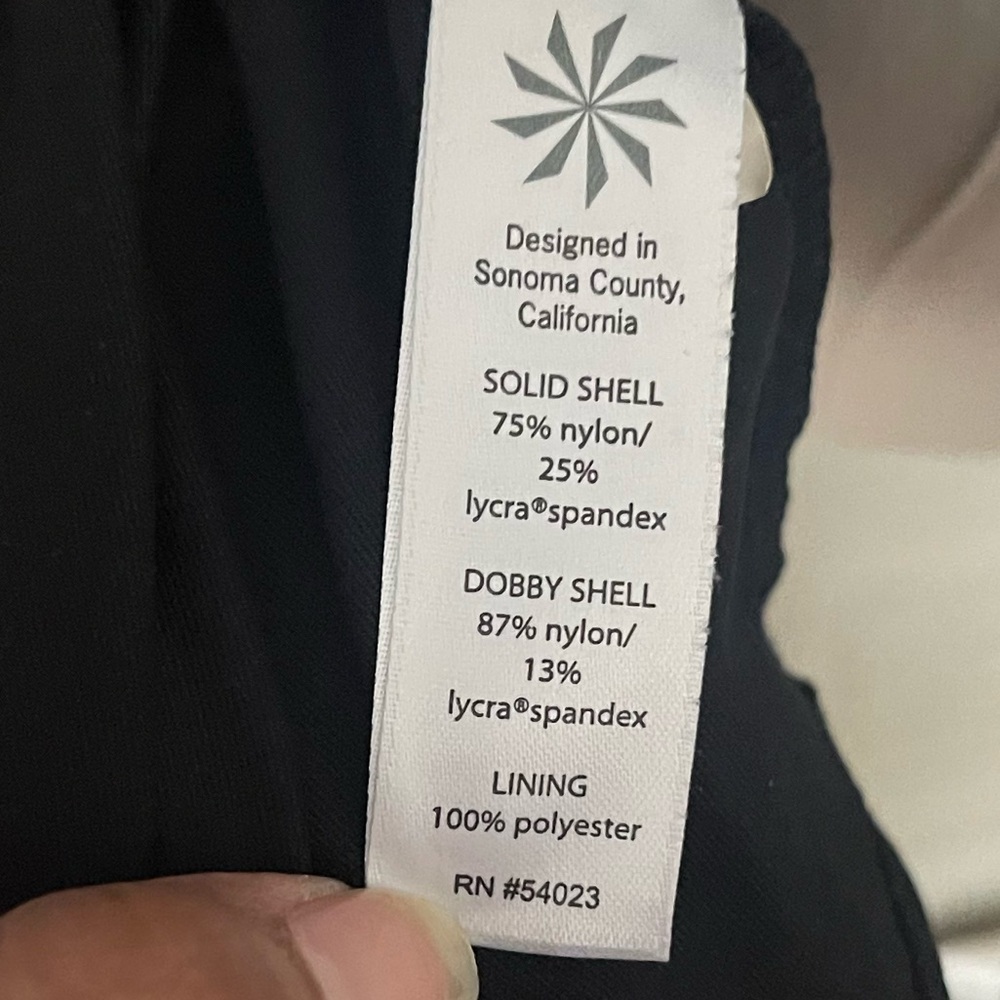 Designed in
Sonoma County,
California
SOLID SHELL
75% nylon/
25%
lycra®spandex
DOBBY SHELL
87% nylon/
13%
lycra®spandex
LINING
100% polyester
RN #54023